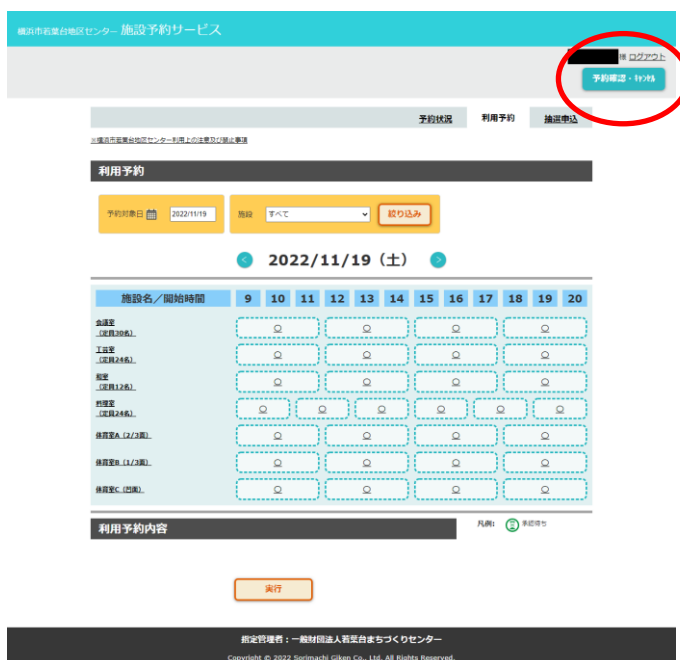 横浜市若葉台地区センター 施設予約サービス
様 ログアウト
予約確認・ｷｬﾝｾﾙ
予約状況 利用予約 抽選申込
※横浜市若葉台地区センター利用上の注意及び禁止事項
利用予約
予約対象日 2022/11/19 施設 すべて 絞り込み
< 2022/11/19（土） >
施設名／開始時間 9 10 11 12 13 14 15 16 17 18 19 20
会議室
（定員30名） ○ ○ ○ ○
工芸室
（定員24名） ○ ○ ○ ○
和室
（定員12名） ○ ○ ○ ○
料理室
（定員24名） ○ ○ ○ ○ ○ ○
体育室A（2/3面） ○ ○ ○ ○
体育室B（1/3面） ○ ○ ○ ○
体育室C（凹面） ○ ○ ○ ○
利用予約内容
凡例: 承認待ち
実行
指定管理者：一般財団法人若葉台まちづくりセンター
Copyright © 2022 Sorimachi Giken Co., Ltd. All Rights Reserved.